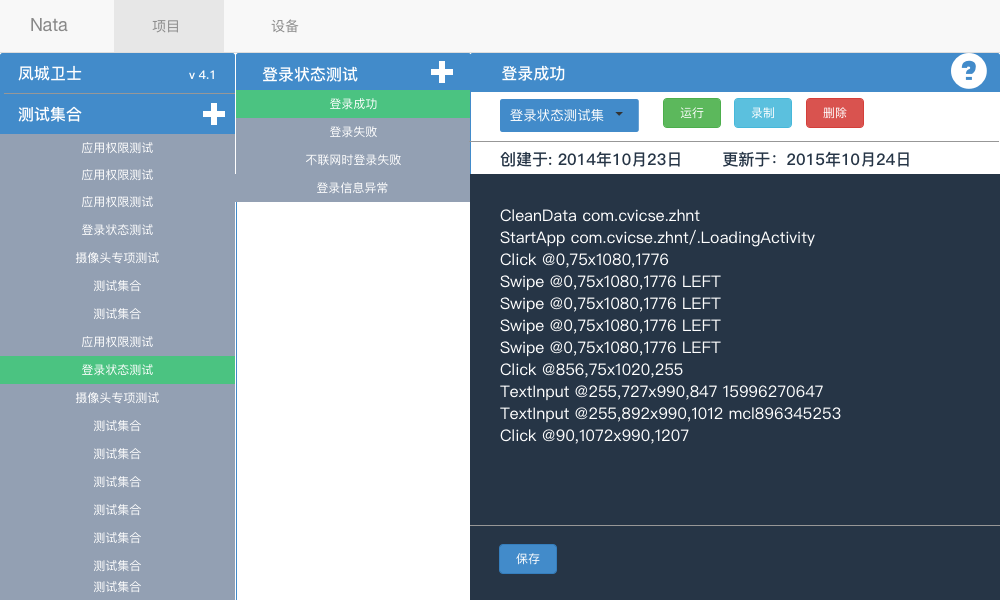 Nata 项目 设备
凤城卫士 v 4.1
测试集合
应用权限测试
应用权限测试
应用权限测试
登录状态测试
摄像头专项测试
测试集合
测试集合
应用权限测试
登录状态测试
摄像头专项测试
测试集合
测试集合
测试集合
测试集合
测试集合
测试集合
测试集合
登录状态测试
登录成功
登录失败
不联网时登录失败
登录信息异常
登录成功 ?
登录状态测试集 运行 录制 删除
创建于: 2014年10月23日 更新于：2015年10月24日
CleanData com.cvicse.zhnt
StartApp com.cvicse.zhnt/.LoadingActivity
Click @0,75x1080,1776
Swipe @0,75x1080,1776 LEFT
Swipe @0,75x1080,1776 LEFT
Swipe @0,75x1080,1776 LEFT
Swipe @0,75x1080,1776 LEFT
Click @856,75x1020,255
TextInput @255,727x990,847 15996270647
TextInput @255,892x990,1012 mcl896345253
Click @90,1072x990,1207
保存